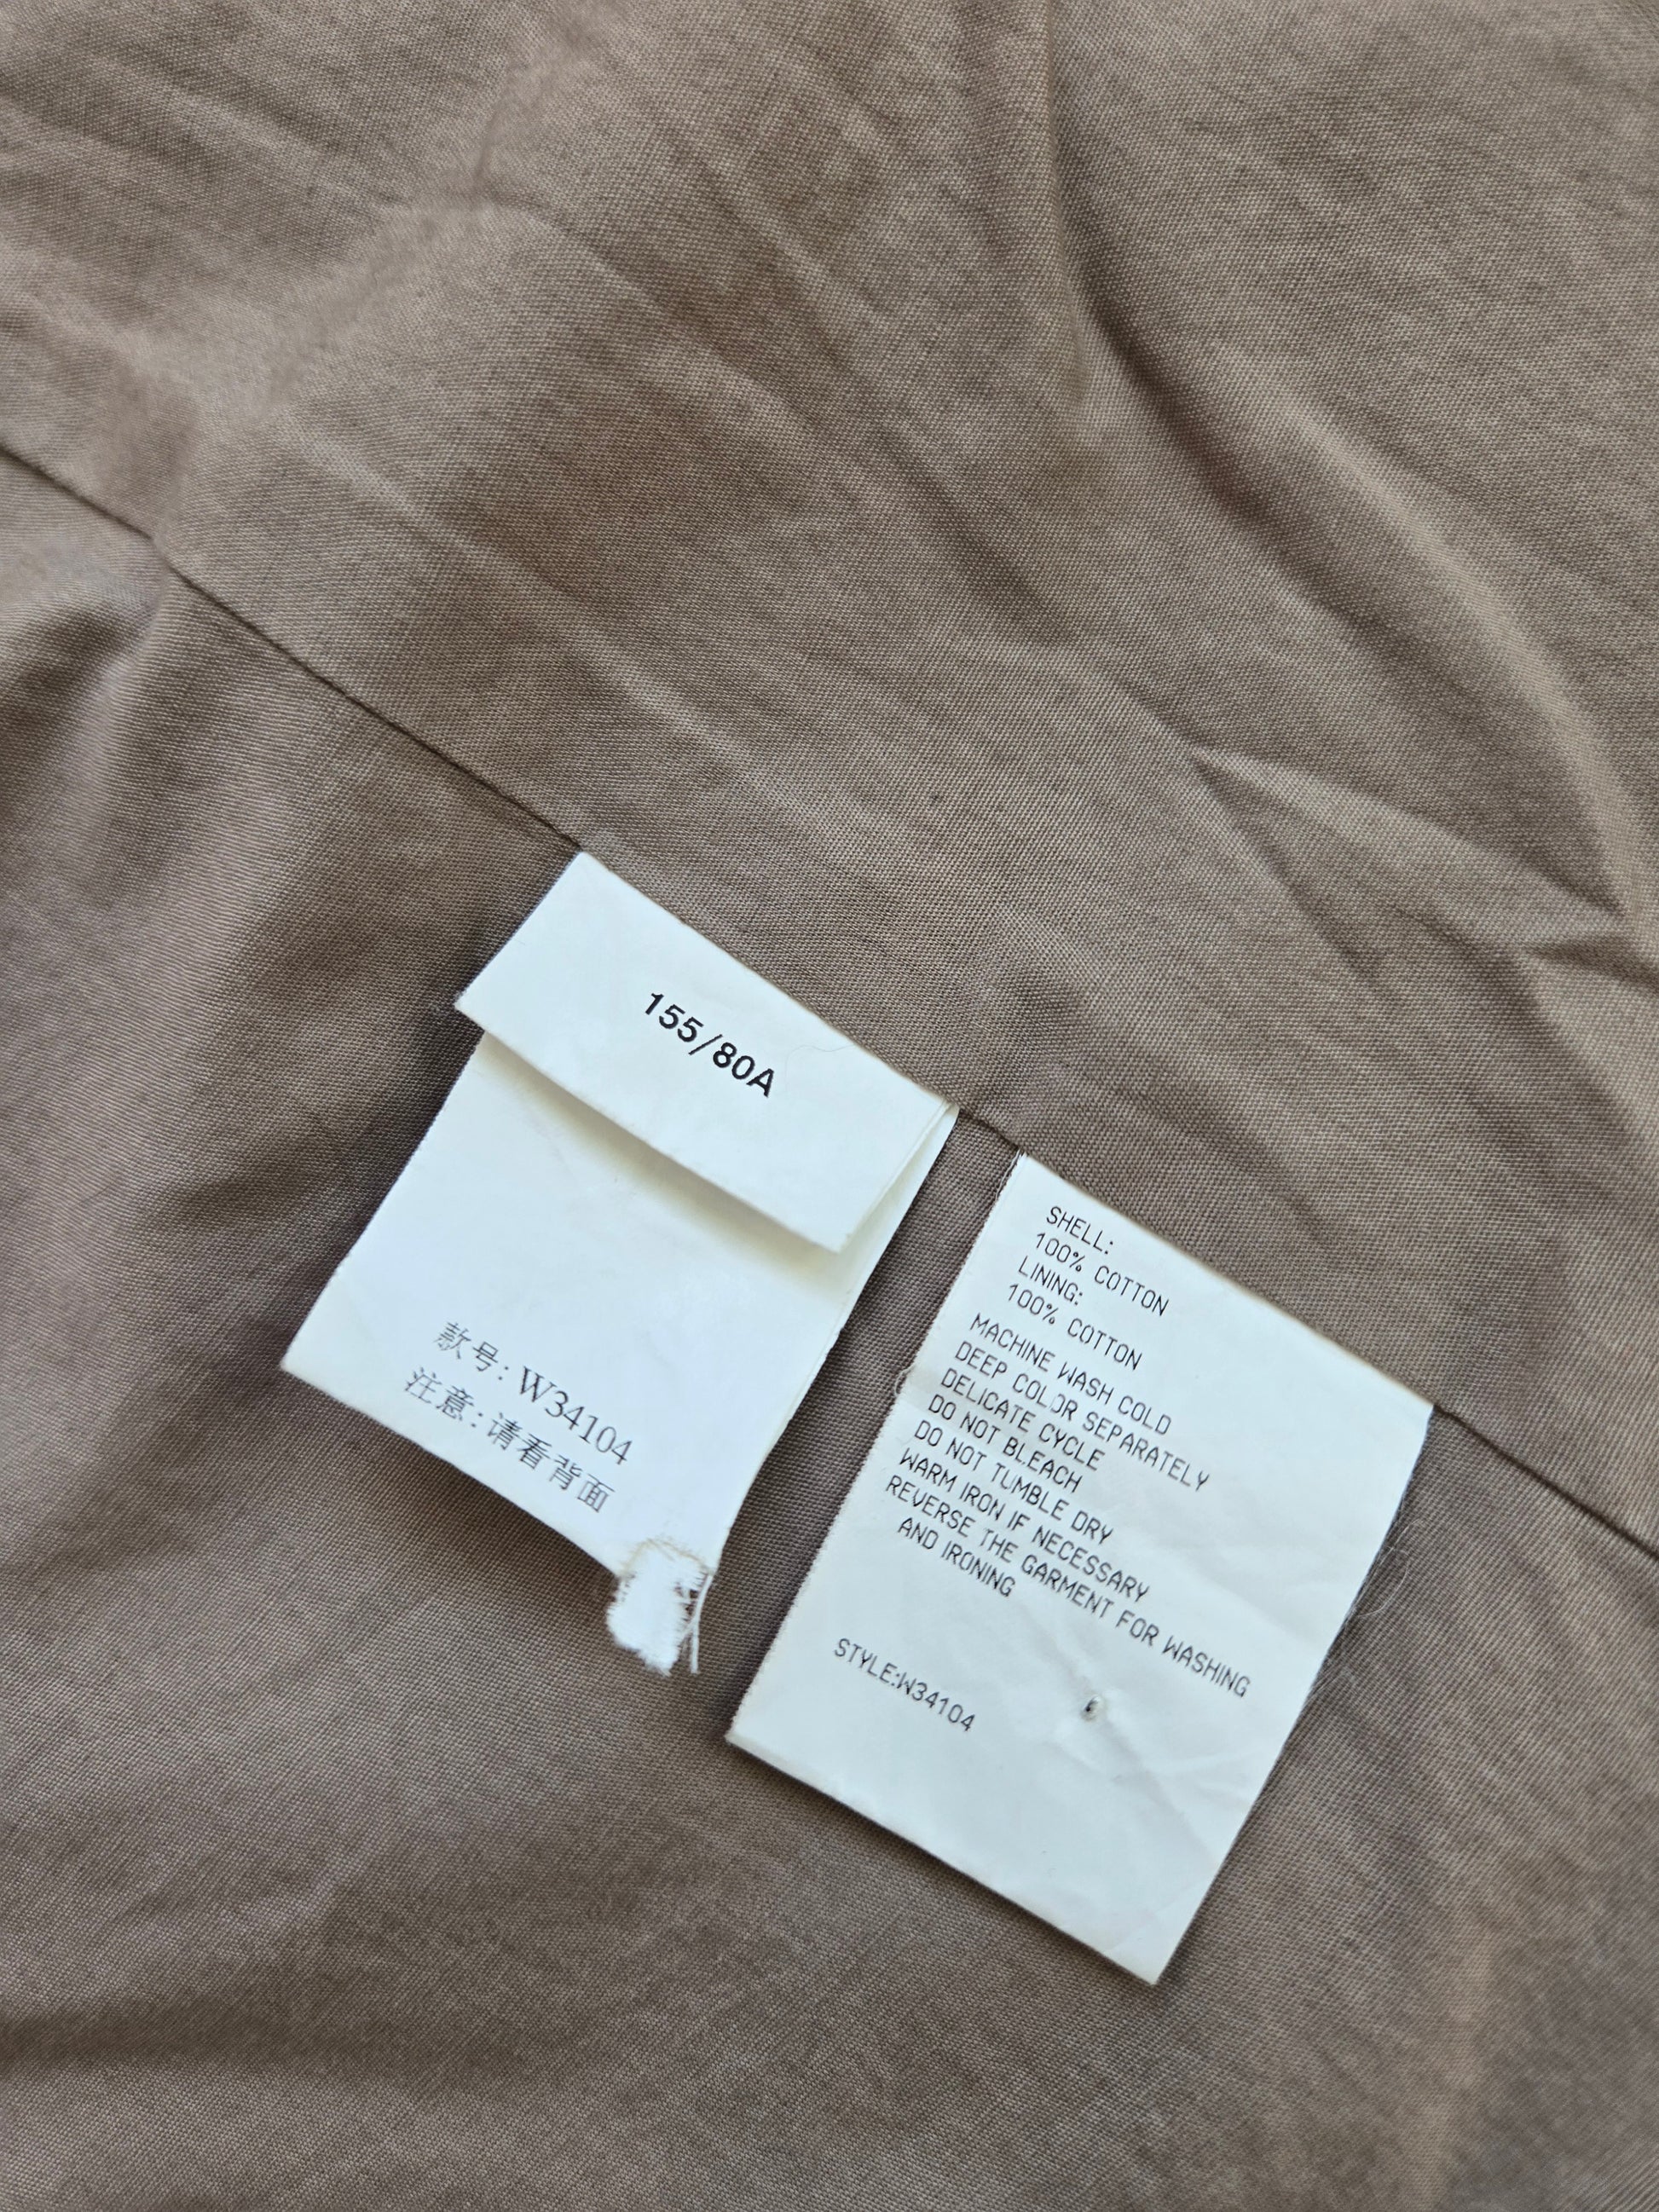 155/80A
款号: W34104
注意: 请看背面
SHELL:
100% COTTON
LINING:
100% COTTON
MACHINE WASH COLD
DEEP COLOR SEPARATELY
DELICATE CYCLE
DO NOT BLEACH
DO NOT TUMBLE DRY
WARM IRON IF NECESSARY
REVERSE THE GARMENT FOR WASHING
AND IRONING
STYLE:W34104